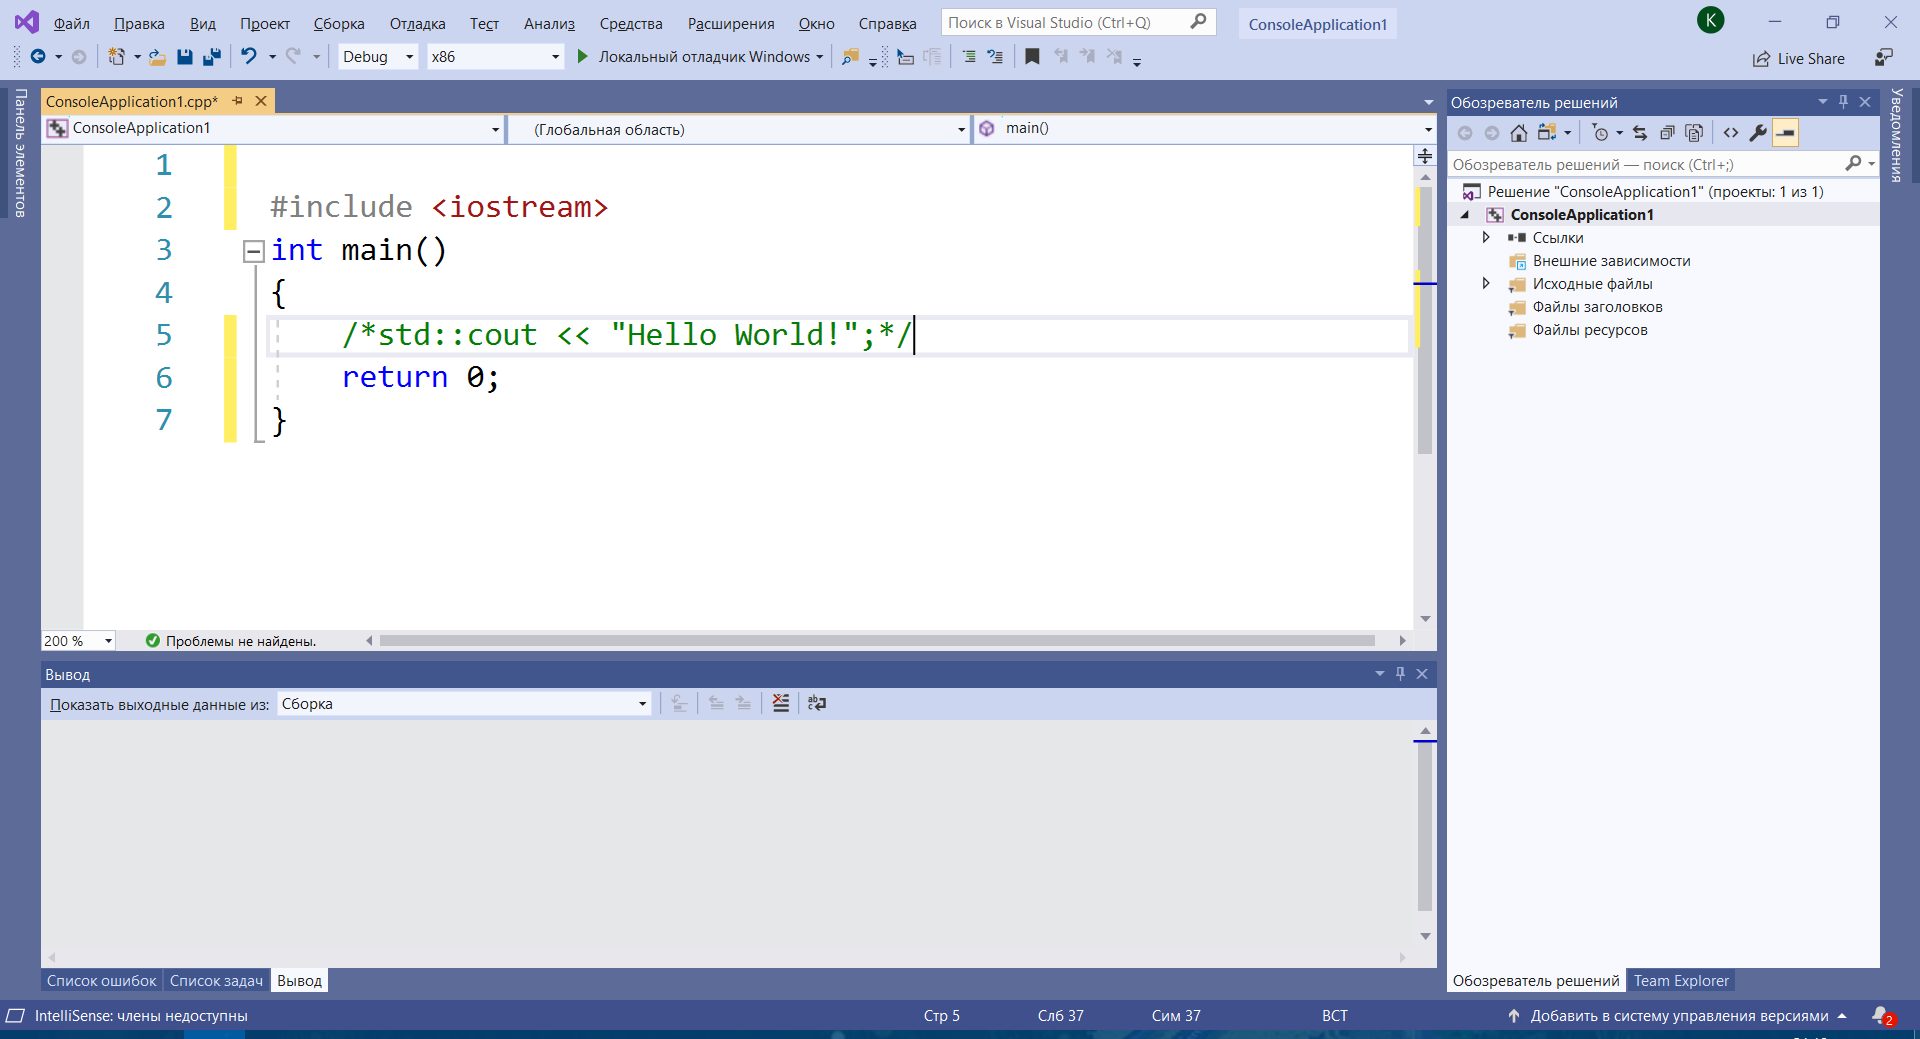 Файл Правка Вид Проект Сборка Отладка Тест Анализ Средства Расширения Окно Справка Поиск в Visual Studio (Ctrl+Q) ConsoleApplication1 K
Debug x86 Локальный отладчик Windows Live Share
Панель элементов
ConsoleApplication1.cpp*
ConsoleApplication1 (Глобальная область) main()
1
2 #include <iostream>
3 int main()
4 {
5 /*std::cout << "Hello World!";*/
6 return 0;
7 }
200 % Проблемы не найдены.
Вывод
Показать выходные данные из: Сборка
Список ошибок Список задач Вывод
Обозреватель решений
Обозреватель решений — поиск (Ctrl+;)
Решение "ConsoleApplication1" (проекты: 1 из 1)
ConsoleApplication1
Ссылки
Внешние зависимости
Исходные файлы
Файлы заголовков
Файлы ресурсов
Обозреватель решений Team Explorer
Уведомления
IntelliSense: члены недоступны Стр 5 Слб 37 Сим 37 ВСТ Добавить в систему управления версиями 2